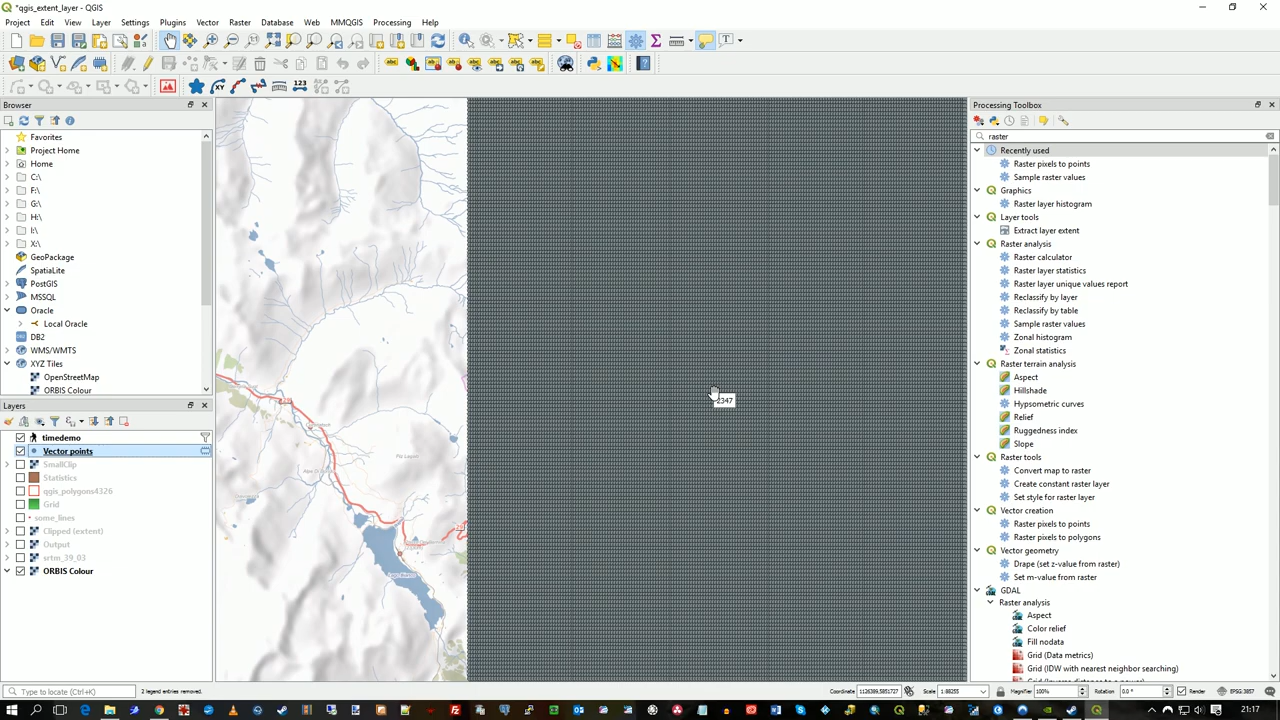 *qgis_extent_layer - QGIS
Project Edit View Layer Settings Plugins Vector Raster Database Web MMQGIS Processing Help
Browser
Favorites
Project Home
Home
C:\
F:\
G:\
H:\
I:\
X:\
GeoPackage
SpatiaLite
PostGIS
MSSQL
Oracle
Local Oracle
DB2
WMS/WMTS
XYZ Tiles
OpenStreetMap
ORBIS Colour
Layers
timedemo
Vector points
SmallClip
Statistics
qgis_polygons4326
Grid
some_lines
Clipped (extent)
Output
srtm_39_03
ORBIS Colour
2347
Processing Toolbox
raster
Recently used
Raster pixels to points
Sample raster values
Graphics
Raster layer histogram
Layer tools
Extract layer extent
Raster analysis
Raster calculator
Raster layer statistics
Raster layer unique values report
Reclassify by layer
Reclassify by table
Sample raster values
Zonal histogram
Zonal statistics
Raster terrain analysis
Aspect
Hillshade
Hypsometric curves
Relief
Ruggedness index
Slope
Raster tools
Convert map to raster
Create constant raster layer
Set style for raster layer
Vector creation
Raster pixels to points
Raster pixels to polygons
Vector geometry
Drape (set z-value from raster)
Set m-value from raster
GDAL
Raster analysis
Aspect
Color relief
Fill nodata
Grid (Data metrics)
Grid (IDW with nearest neighbor searching)
Type to locate (Ctrl+K)
2 legend entries removed.
Coordinate 1126389,5851727 Scale 1:88255 Magnifier 100% Rotation 0.0 ° Render EPSG:3857
21:17